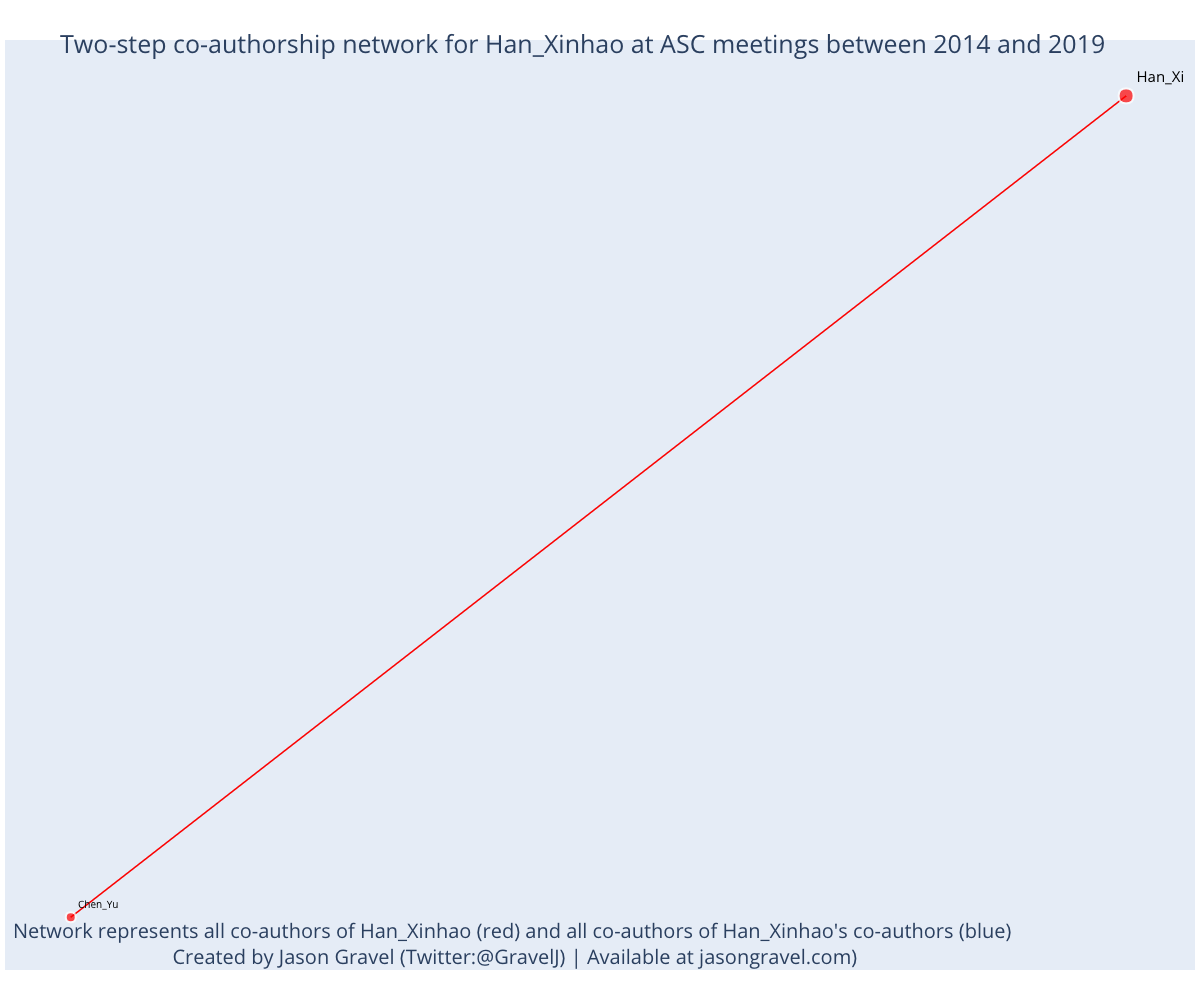 Two-step co-authorship network for Han_Xinhao at ASC meetings between 2014 and 2019
Han_Xi
Chen_Yu
Network represents all co-authors of Han_Xinhao (red) and all co-authors of Han_Xinhao's co-authors (blue)
Created by Jason Gravel (Twitter:@GravelJ) | Available at jasongravel.com)